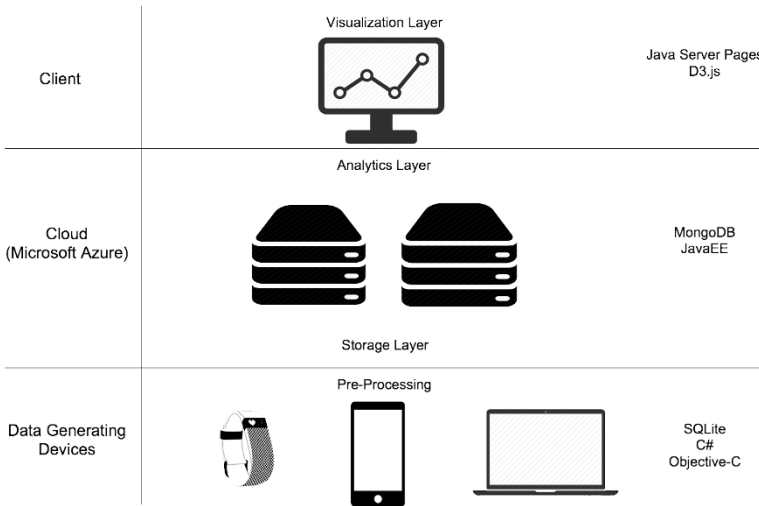 Visualization Layer
Client
Java Server Pages
D3.js
Analytics Layer
Cloud
(Microsoft Azure)
MongoDB
JavaEE
Storage Layer
Pre-Processing
Data Generating
Devices
SQLite
C#
Objective-C